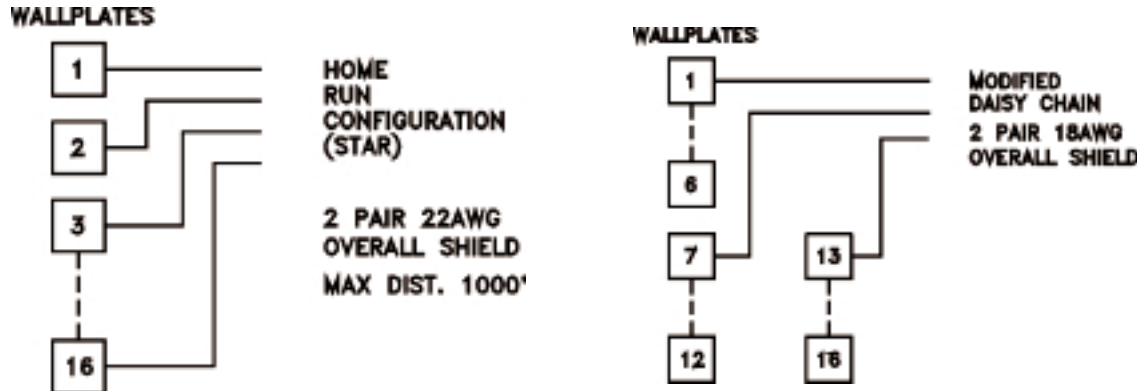 WALLPLATES
1
2
3
16
HOME
RUN
CONFIGURATION
(STAR)
2 PAIR 22AWG
OVERALL SHIELD
MAX DIST. 1000'
WALLPLATES
1
6
7
12
13
16
MODIFIED
DAISY CHAIN
2 PAIR 18AWG
OVERALL SHIELD